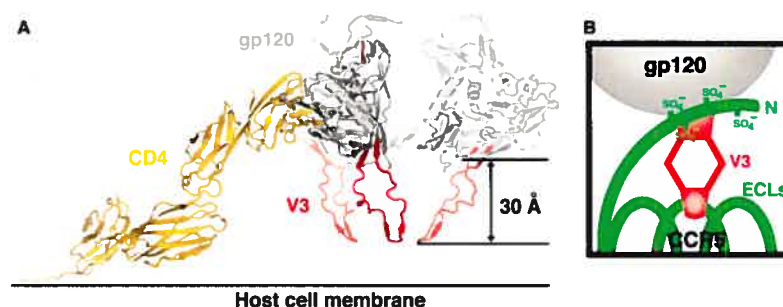 A
gp120
CD4
V3
30 Å
Host cell membrane
B
gp120
SO₄⁻
SO₄⁻
SO₄⁻
N
V3
ECLs
CCR5